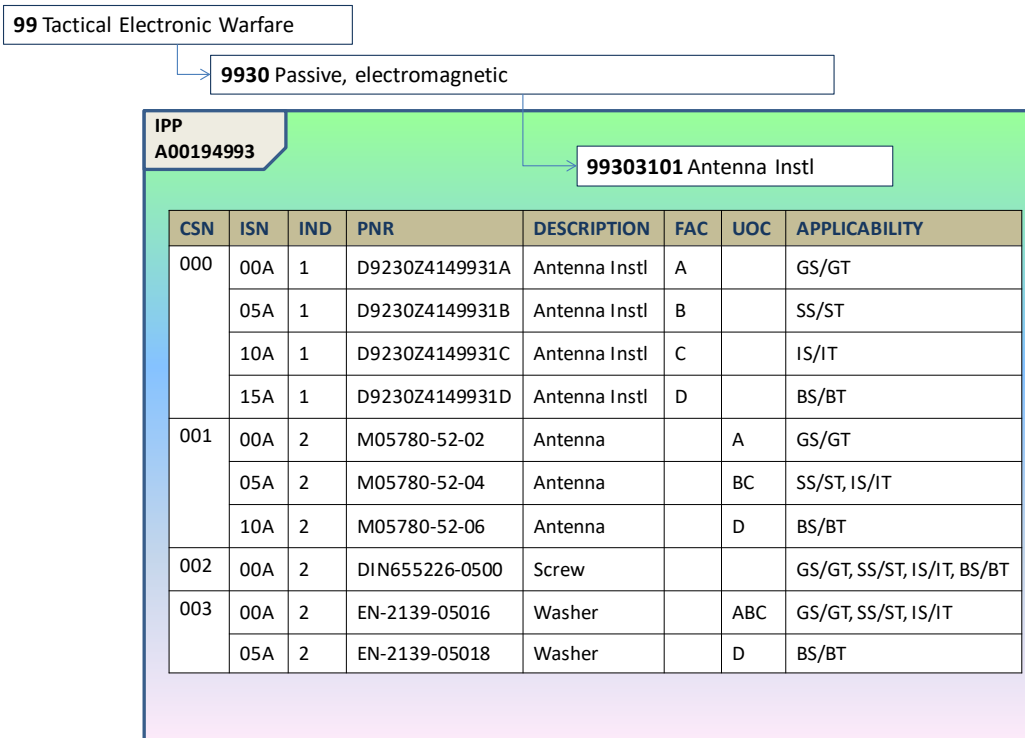 99 Tactical Electronic Warfare
9930 Passive, electromagnetic
IPP
A00194993
99303101 Antenna Instl
CSN ISN IND PNR DESCRIPTION FAC UOC APPLICABILITY
000 00A 1 D9230Z4149931A Antenna Instl A GS/GT
05A 1 D9230Z4149931B Antenna Instl B SS/ST
10A 1 D9230Z4149931C Antenna Instl C IS/IT
15A 1 D9230Z4149931D Antenna Instl D BS/BT
001 00A 2 M05780-52-02 Antenna A GS/GT
05A 2 M05780-52-04 Antenna BC SS/ST, IS/IT
10A 2 M05780-52-06 Antenna D BS/BT
002 00A 2 DIN655226-0500 Screw GS/GT, SS/ST, IS/IT, BS/BT
003 00A 2 EN-2139-05016 Washer ABC GS/GT, SS/ST, IS/IT
05A 2 EN-2139-05018 Washer D BS/BT